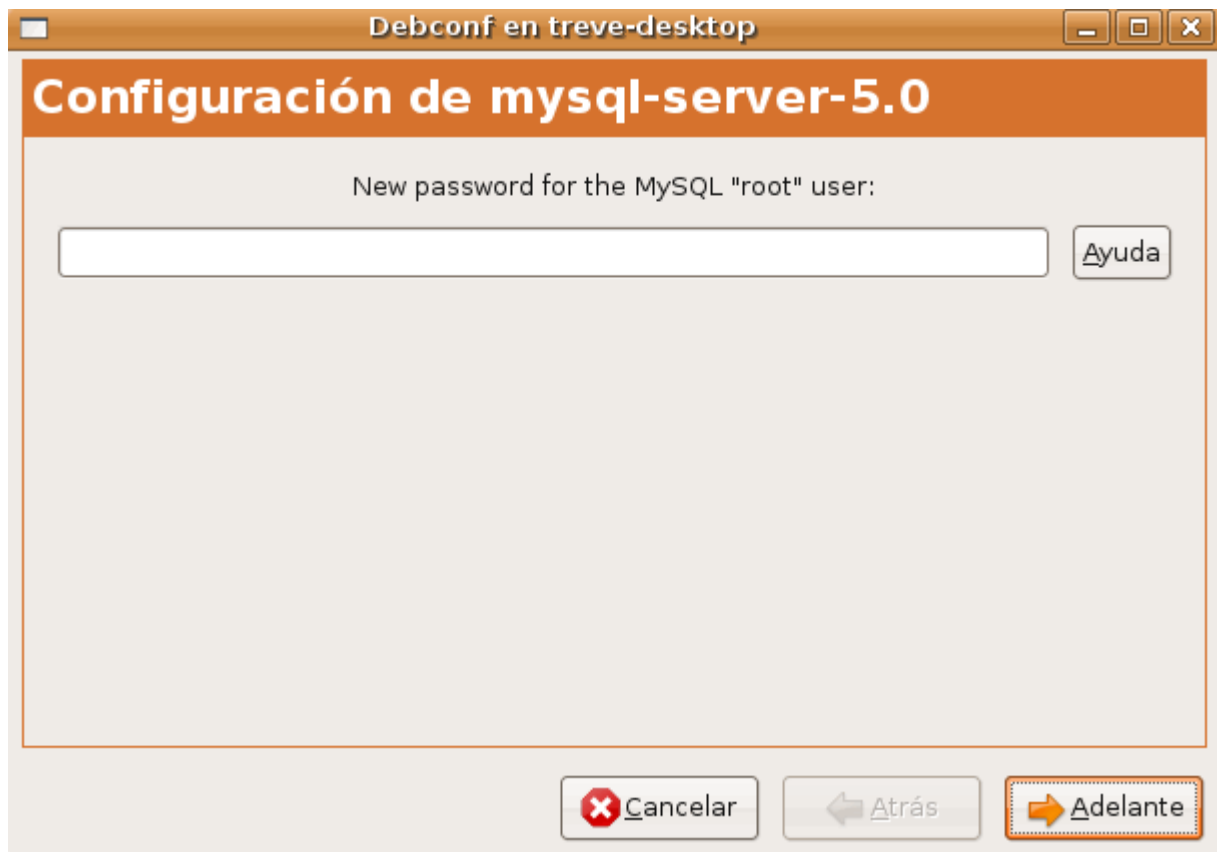 Debconf en treve-desktop
Configuración de mysql-server-5.0
New password for the MySQL "root" user:
Ayuda
Cancelar
Atrás
Adelante